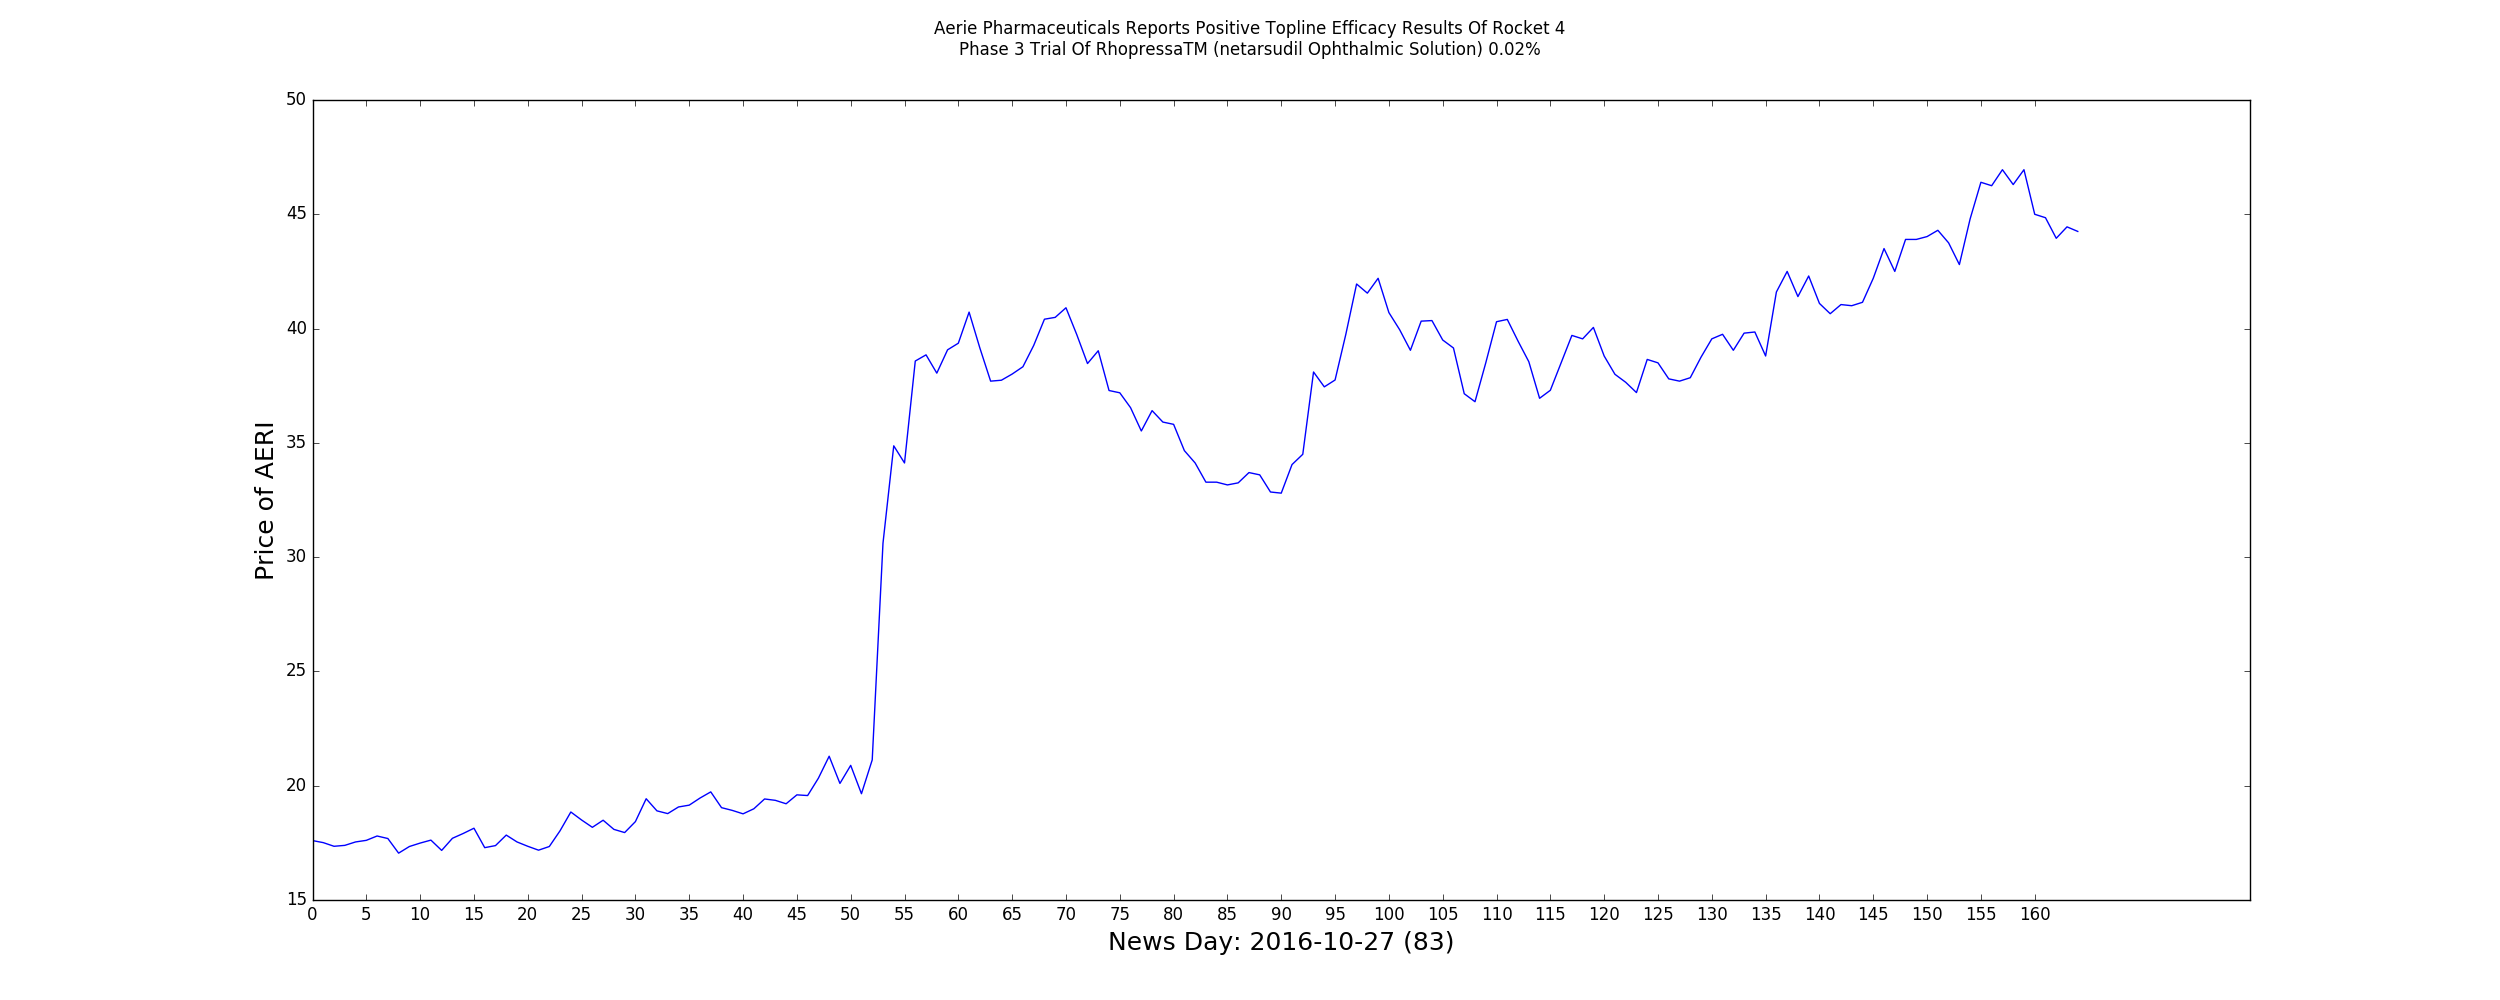 Aerie Pharmaceuticals Reports Positive Topline Efficacy Results Of Rocket 4
Phase 3 Trial Of RhopressaTM (netarsudil Ophthalmic Solution) 0.02%
50
45
40
35
30
25
20
15
Price of AERI
0 5 10 15 20 25 30 35 40 45 50 55 60 65 70 75 80 85 90 95 100 105 110 115 120 125 130 135 140 145 150 155 160
News Day: 2016-10-27 (83)